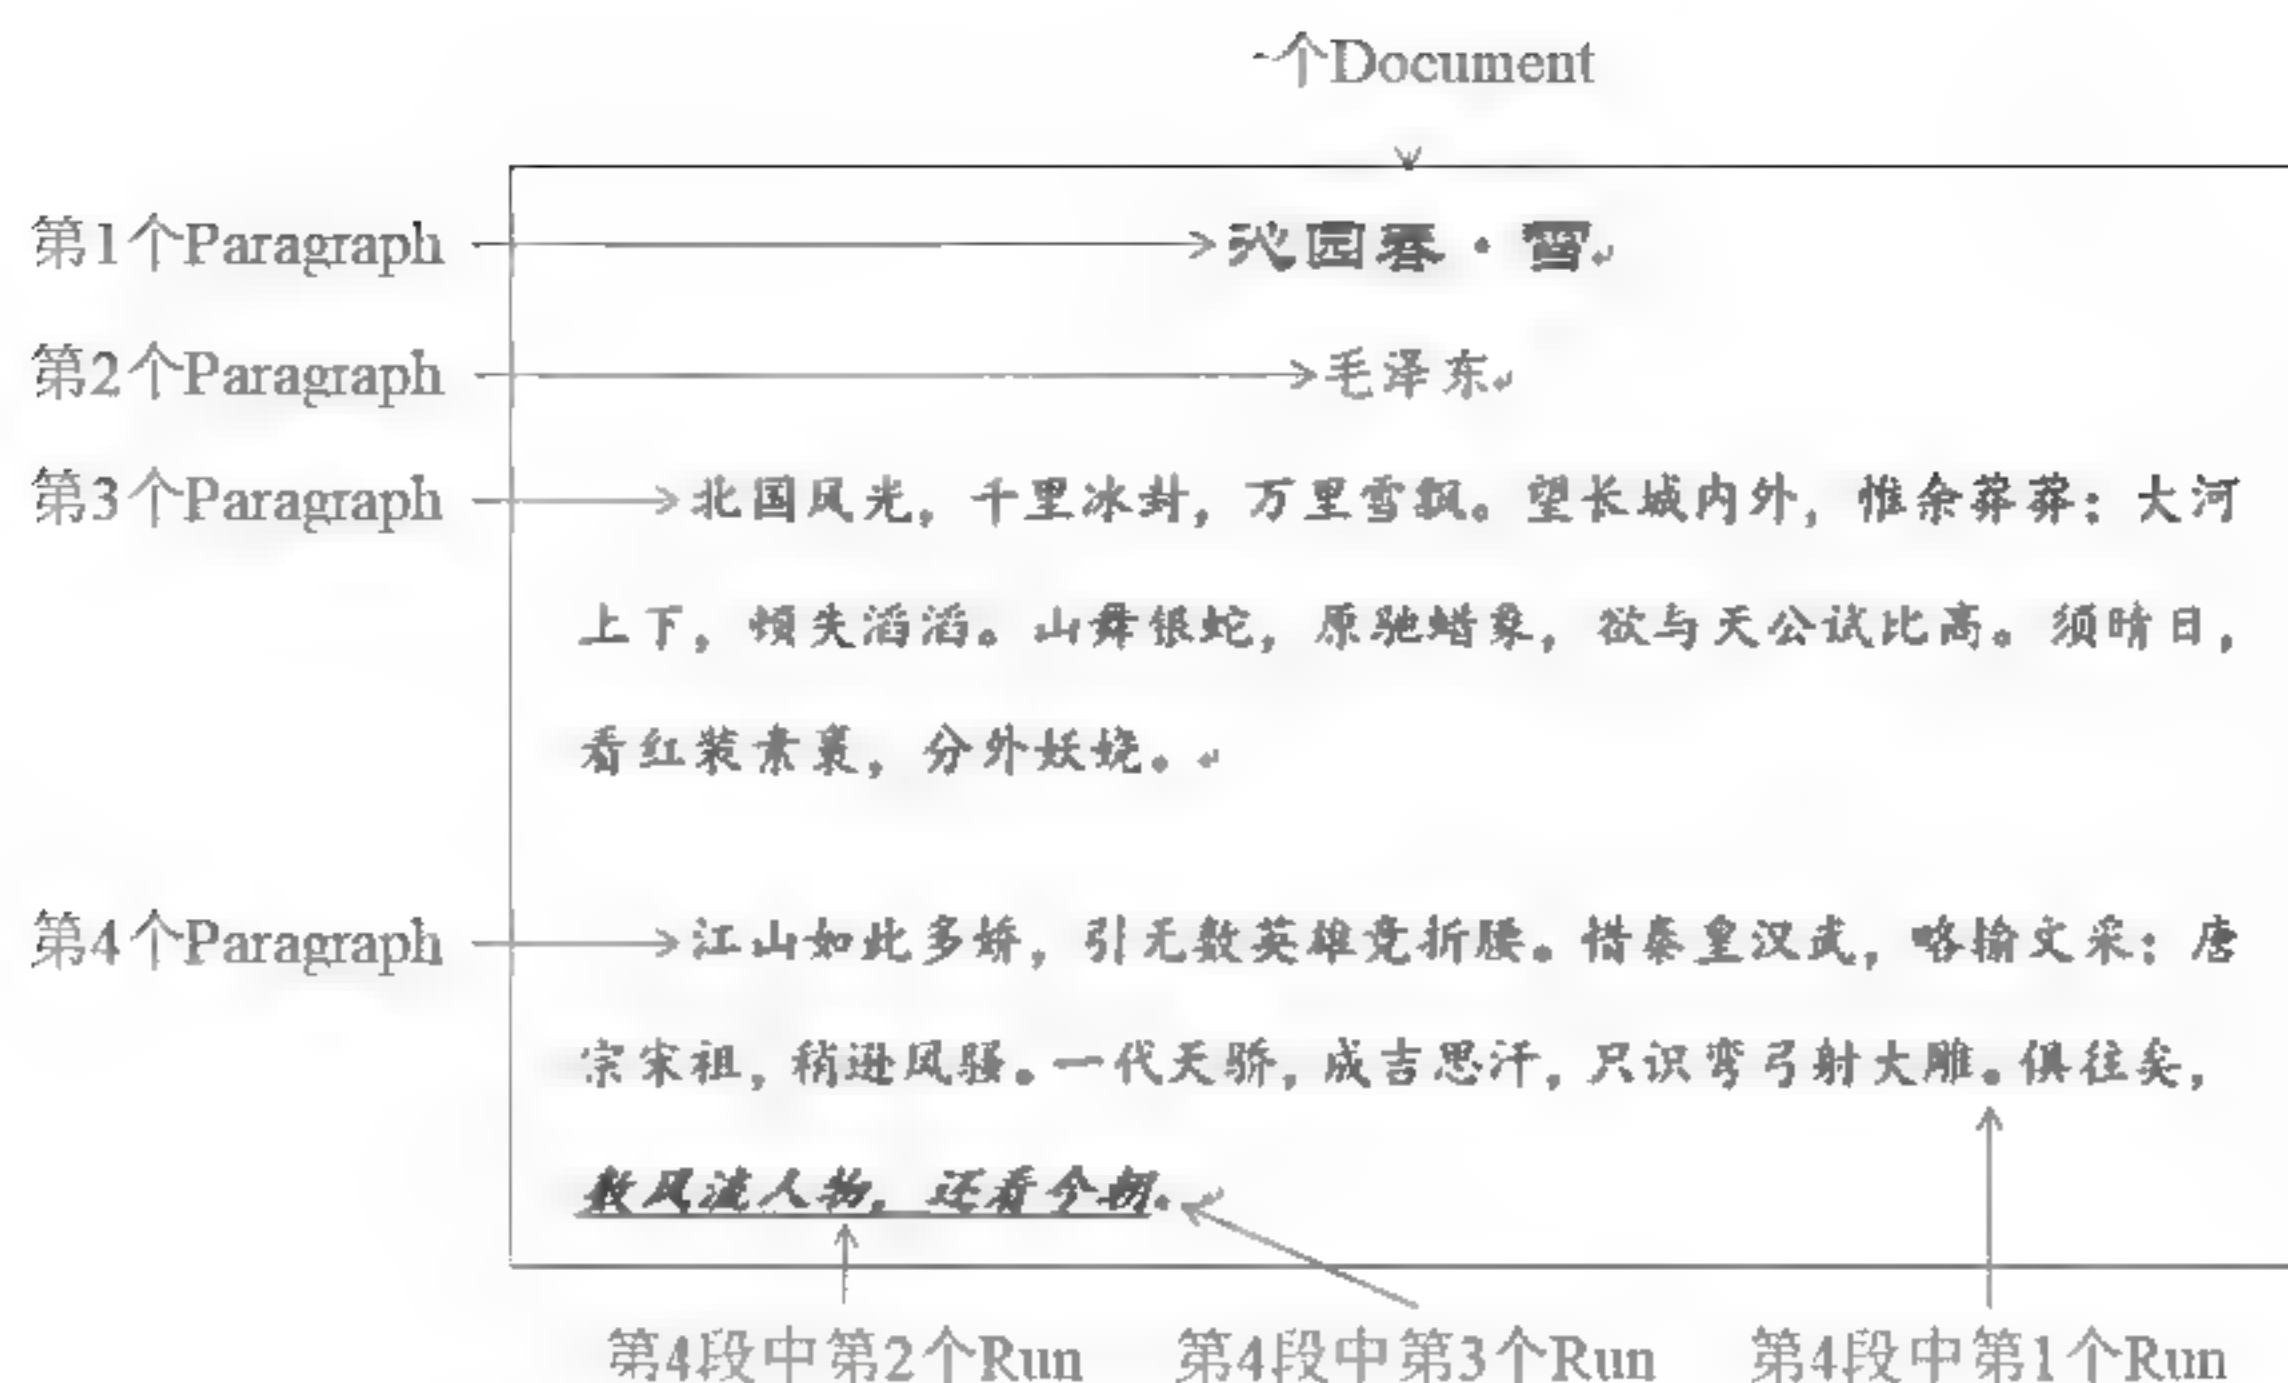 一个Document
第1个Paragraph 沁园春·雪
第2个Paragraph 毛泽东
第3个Paragraph 北国风光，千里冰封，万里雪飘。望长城内外，惟余莽莽；大河
上下，顿失滔滔。山舞银蛇，原驰蜡象，欲与天公试比高。须晴日，
看红装素裹，分外妖娆。
第4个Paragraph 江山如此多娇，引无数英雄竞折腰。惜秦皇汉武，略输文采；唐
宗宋祖，稍逊风骚。一代天骄，成吉思汗，只识弯弓射大雕。俱往矣，
数风流人物，还看今朝。
第4段中第2个Run 第4段中第3个Run 第4段中第1个Run